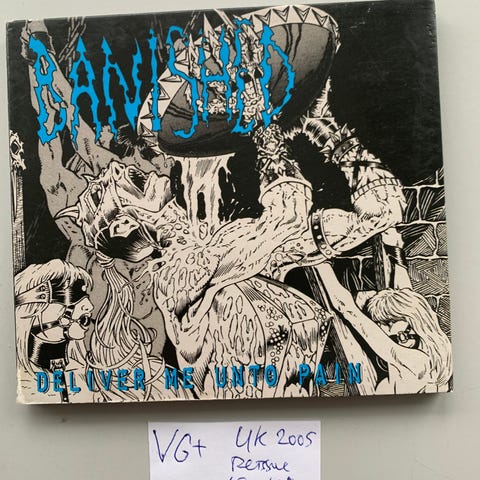 BANISHED
DELIVER ME UNTO PAIN
VG+ UK 2005
REISSUE